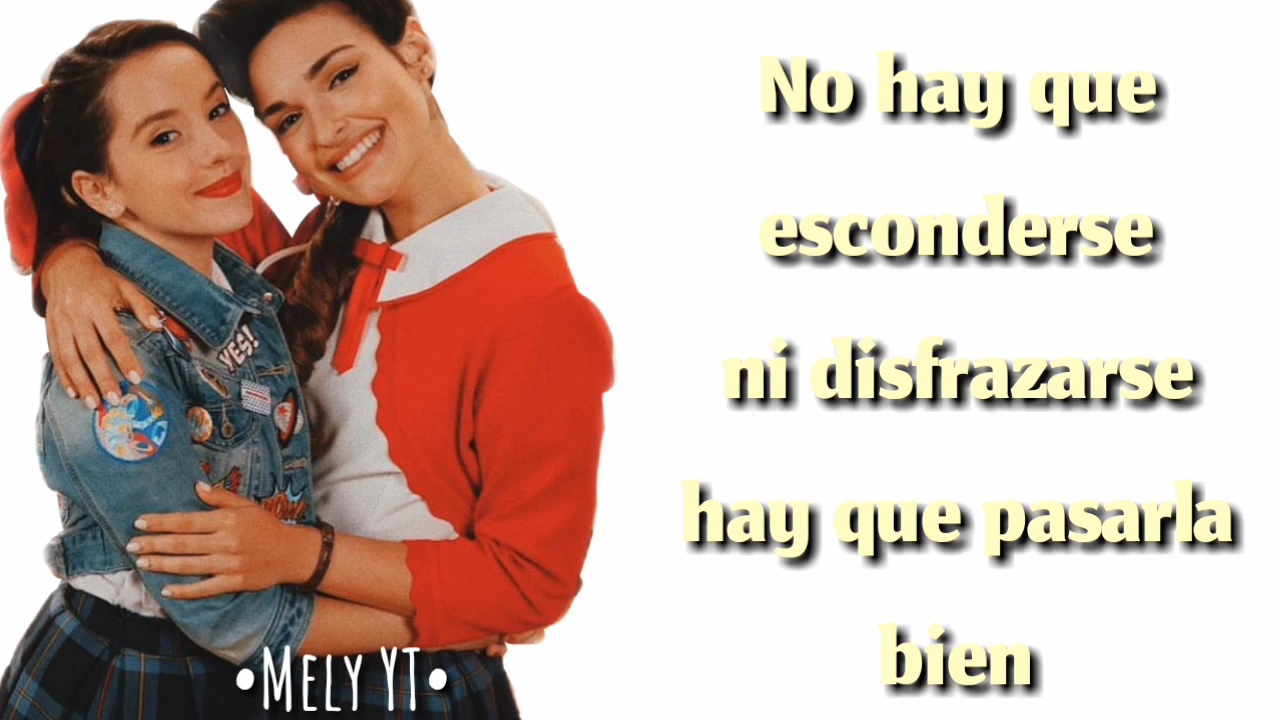 No hay que
esconderse
ni disfrazarse
hay que pasarla
bien
YES!
•MELY YT•